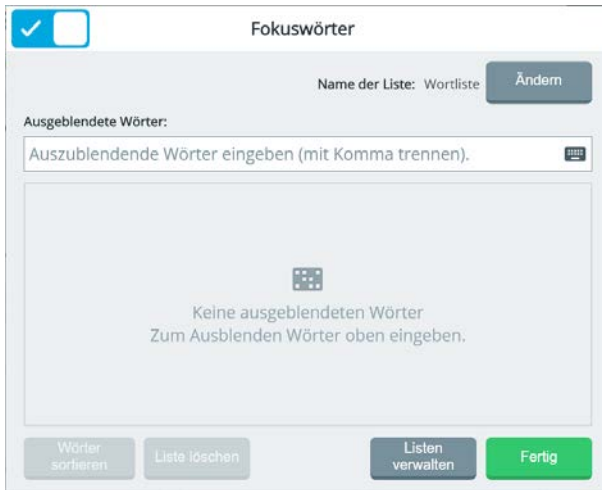 Fokuswörter
Name der Liste: Wortliste
Ändern
Ausgeblendete Wörter:
Auszublendende Wörter eingeben (mit Komma trennen).
Keine ausgeblendeten Wörter
Zum Ausblenden Wörter oben eingeben.
Wörter
sortieren
Liste löschen
Listen
verwalten
Fertig